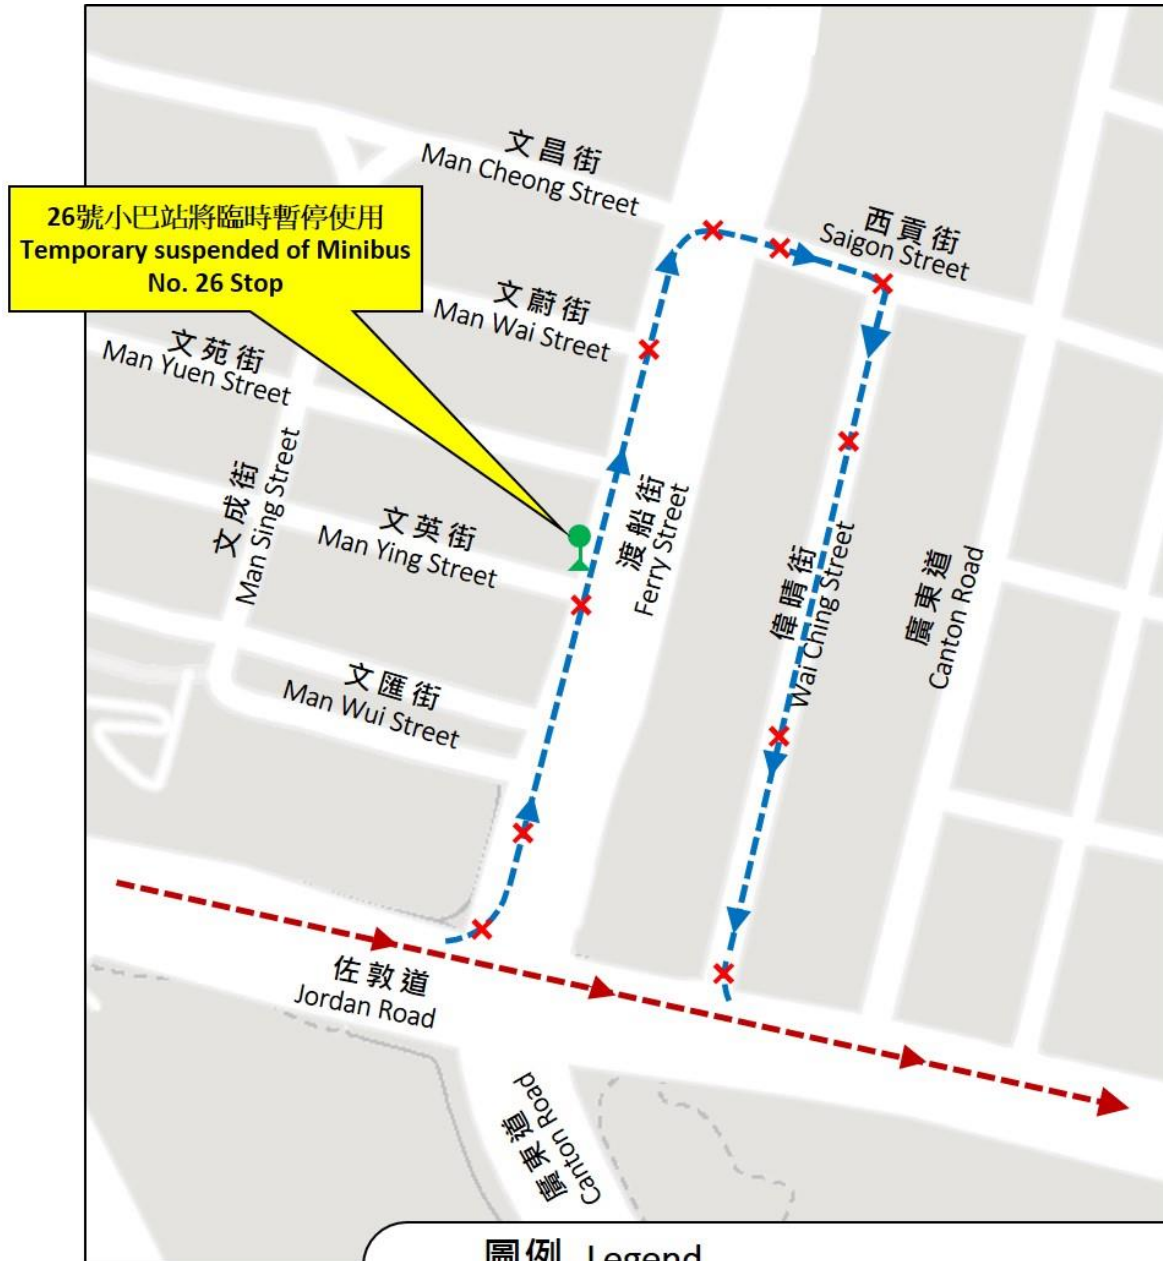 文昌街
Man Cheong Street
26號小巴站將臨時暫停使用
Temporary suspended of Minibus
No. 26 Stop
西貢街
Saigon Street
文蔚街
Man Wai Street
文苑街
Man Yuen Street
文成街
Man Sing Street
文英街
Man Ying Street
渡船街
Ferry Street
偉晴街
Wai Ching Street
廣東道
Canton Road
文匯街
Man Wui Street
佐敦道
Jordan Road
廣東道
Canton Road
圖例 Legend